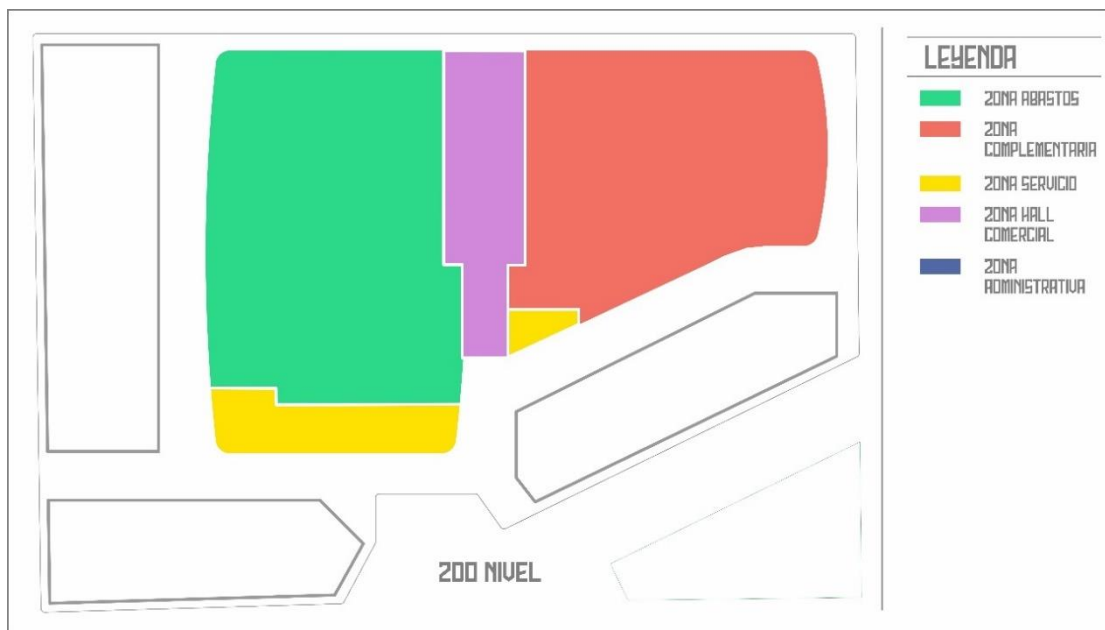 LEYENDA
ZONA ABASTOS
ZONA
COMPLEMENTARIA
ZONA SERVICIO
ZONA HALL
COMERCIAL
ZONA
ADMINISTRATIVA
2DO NIVEL